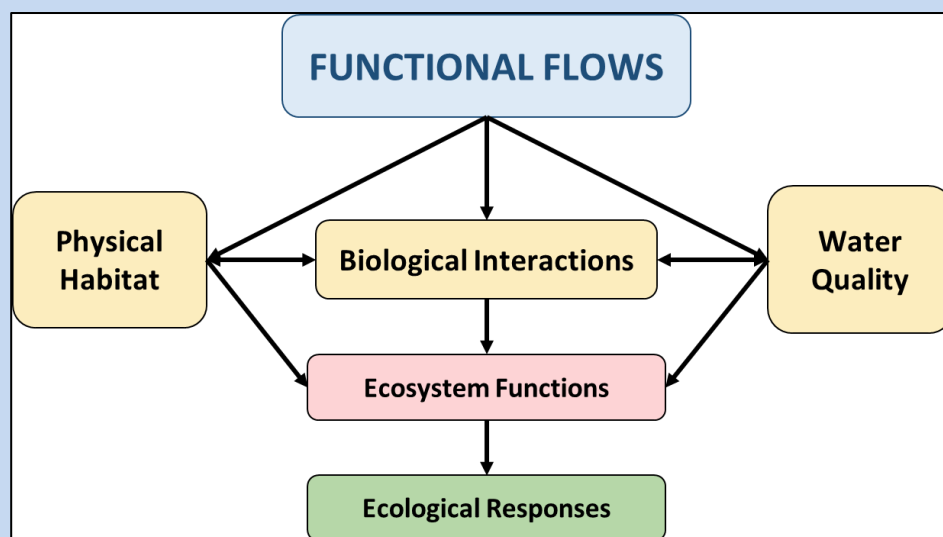 FUNCTIONAL FLOWS
Physical
Habitat
Biological Interactions
Water
Quality
Ecosystem Functions
Ecological Responses